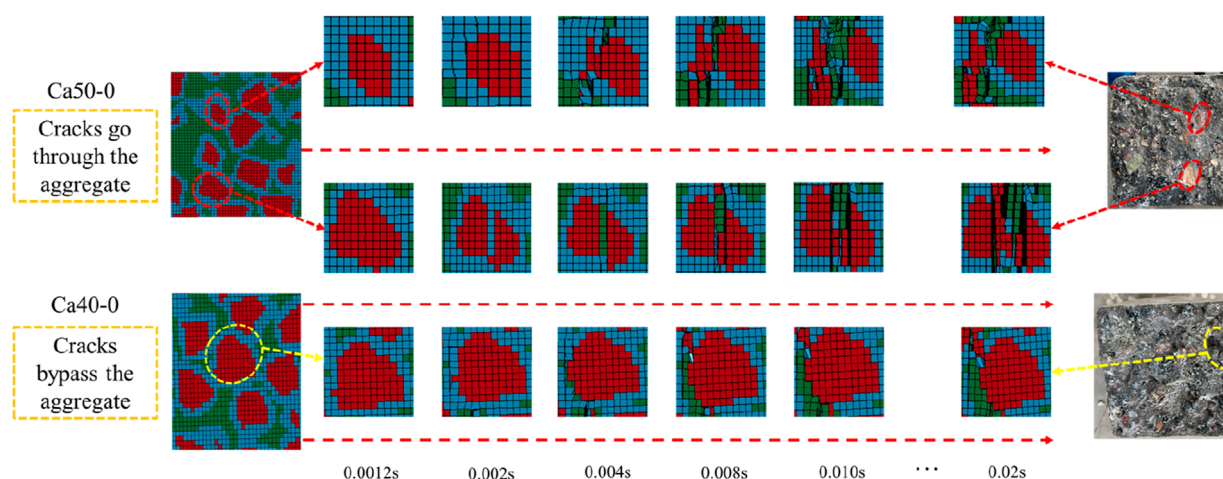 Ca50-0
Cracks go
through the
aggregate
Ca40-0
Cracks
bypass the
aggregate
0.0012s
0.002s
0.004s
0.008s
0.010s
...
0.02s